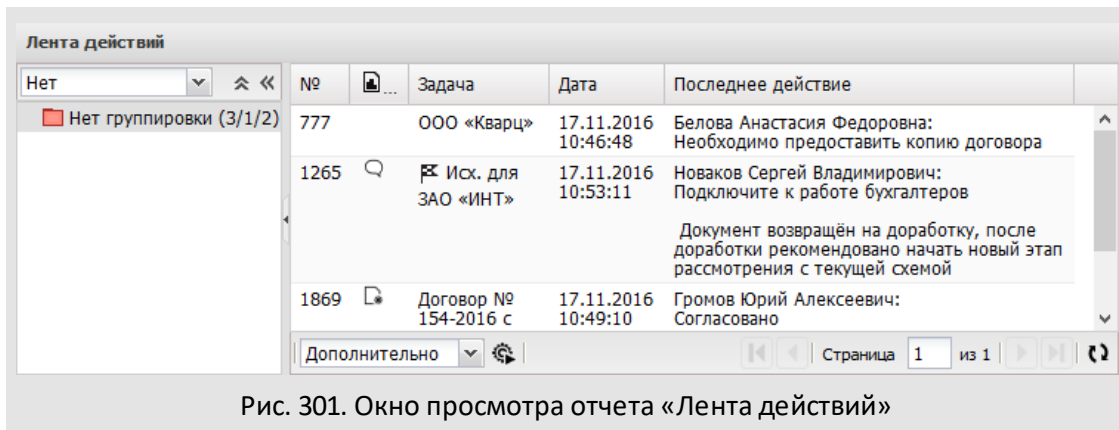 Лента действий
Нет
Нет группировки (3/1/2)
№ ... Задача Дата Последнее действие
777 ООО «Кварц» 17.11.2016 Белова Анастасия Федоровна:
10:46:48 Необходимо предоставить копию договора
1265 Исх. для 17.11.2016 Новаков Сергей Владимирович:
ЗАО «ИНТ» 10:53:11 Подключите к работе бухгалтеров
Документ возвращён на доработку, после
доработки рекомендовано начать новый этап
рассмотрения с текущей схемой
1869 Договор № 17.11.2016 Громов Юрий Алексеевич:
154-2016 с 10:49:10 Согласовано
Дополнительно Страница 1 из 1
Рис. 301. Окно просмотра отчета «Лента действий»